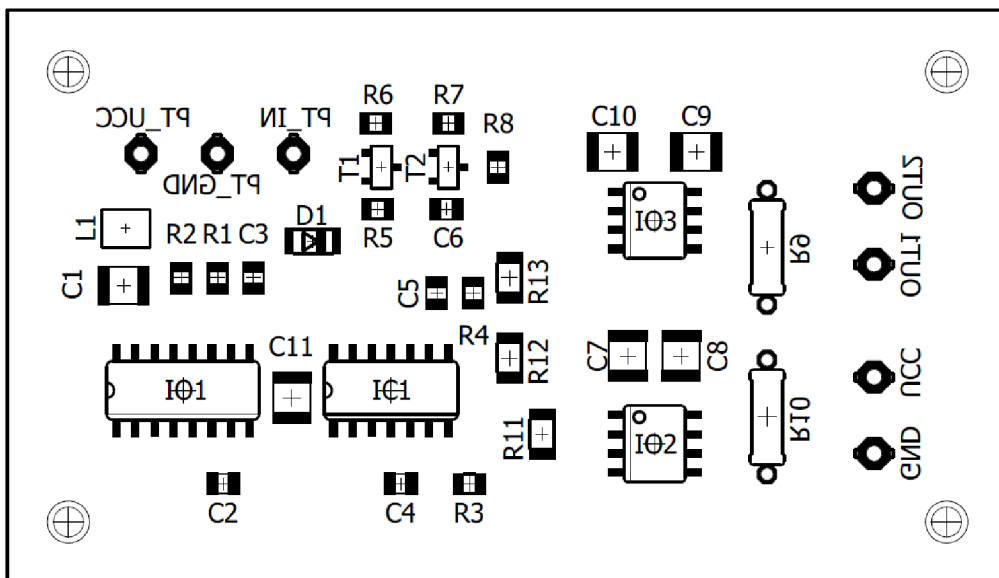 R6
R7
C10
C9
PT_UCC
PT_IN
R8
T1
T2
PT_GND
OUT2
L1
R2
R1
C3
D1
R5
C6
IO3
R9
OUT1
C1
C5
R13
R4
C11
R12
C7
C8
UCC
IO1
IC1
R11
IO2
R10
GND
C2
C4
R3